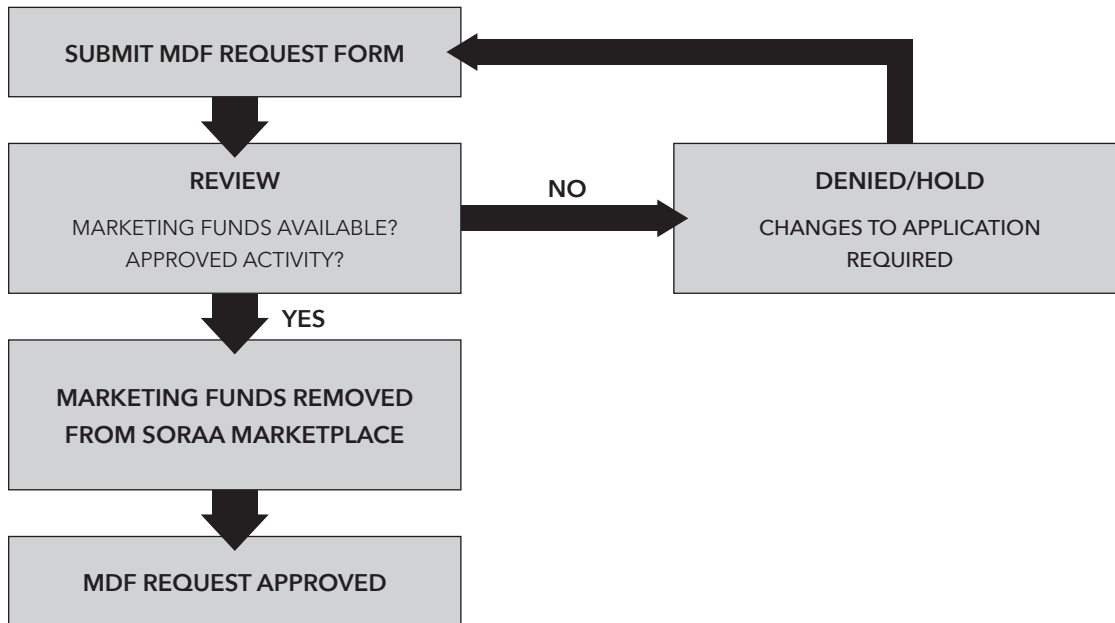 SUBMIT MDF REQUEST FORM
REVIEW
MARKETING FUNDS AVAILABLE?
APPROVED ACTIVITY?
NO
DENIED/HOLD
CHANGES TO APPLICATION
REQUIRED
YES
MARKETING FUNDS REMOVED
FROM SORAA MARKETPLACE
MDF REQUEST APPROVED